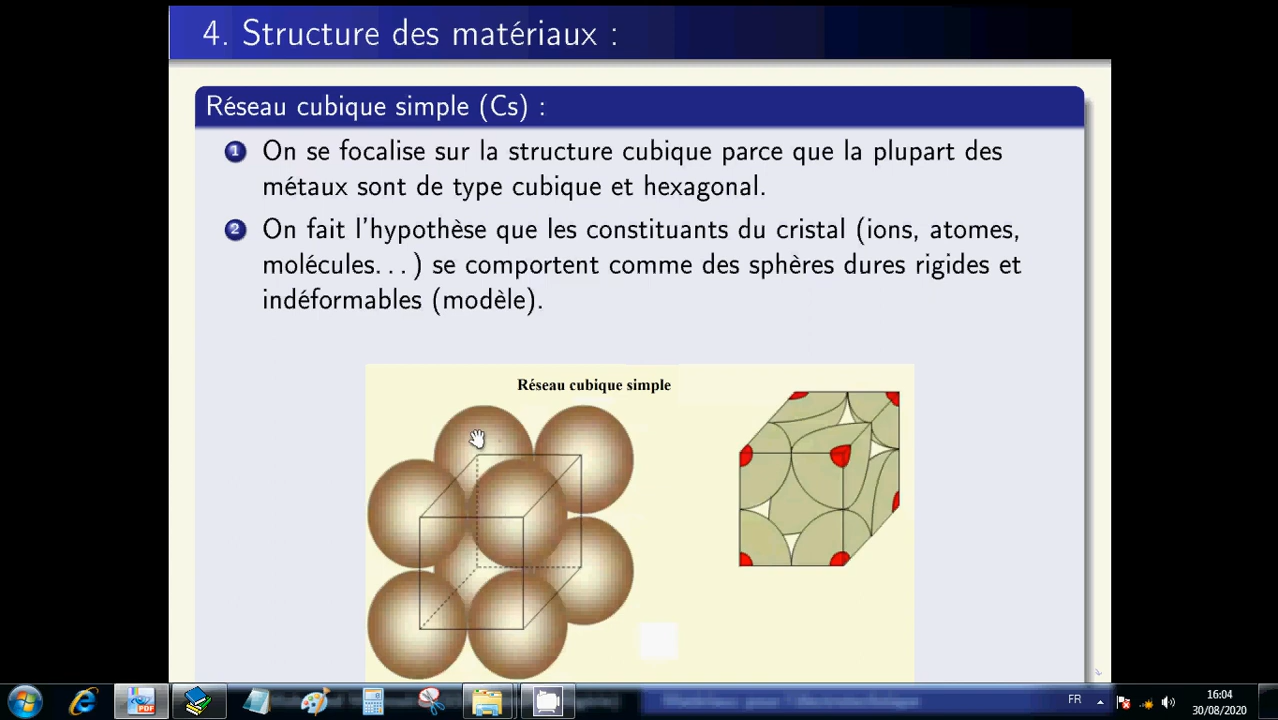 4. Structure des matériaux :
Réseau cubique simple (Cs) :
1 On se focalise sur la structure cubique parce que la plupart des
métaux sont de type cubique et hexagonal.
2 On fait l'hypothèse que les constituants du cristal (ions, atomes,
molécules...) se comportent comme des sphères dures rigides et
indéformables (modèle).
Réseau cubique simple
PDF
FR
16:04
30/08/2020